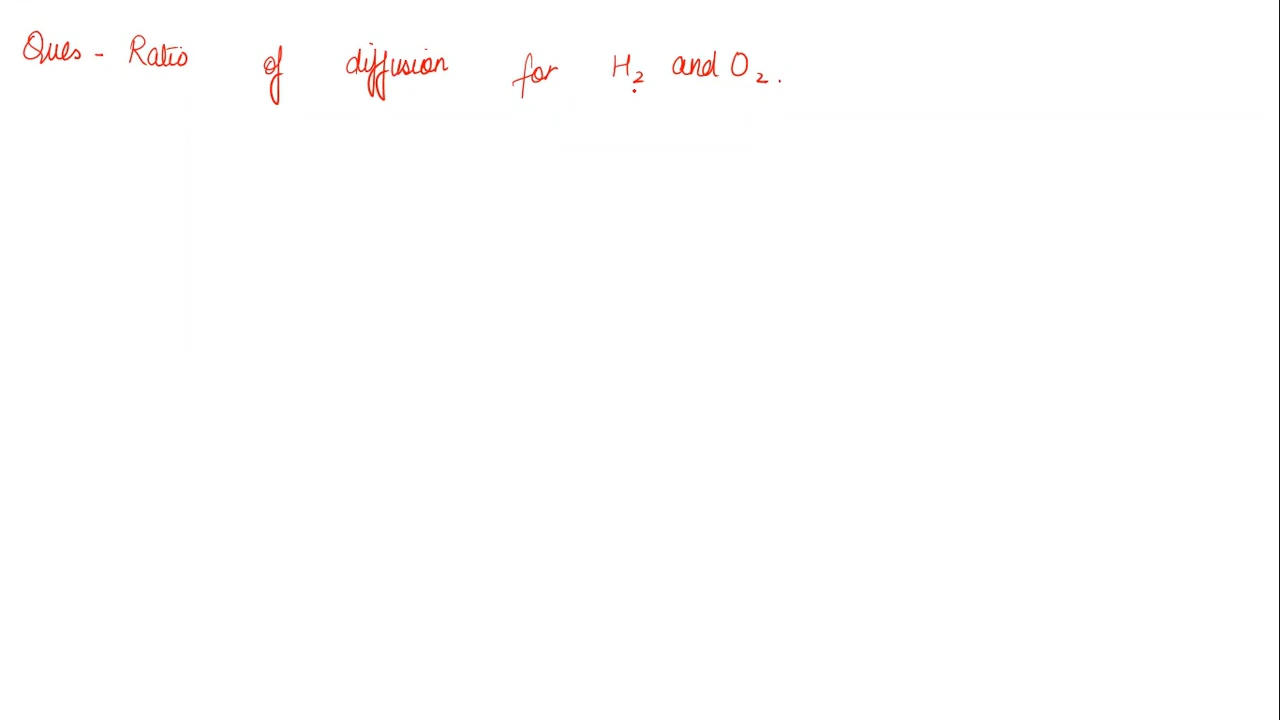 Ques - Ratio of diffusion for H₂ and O₂.